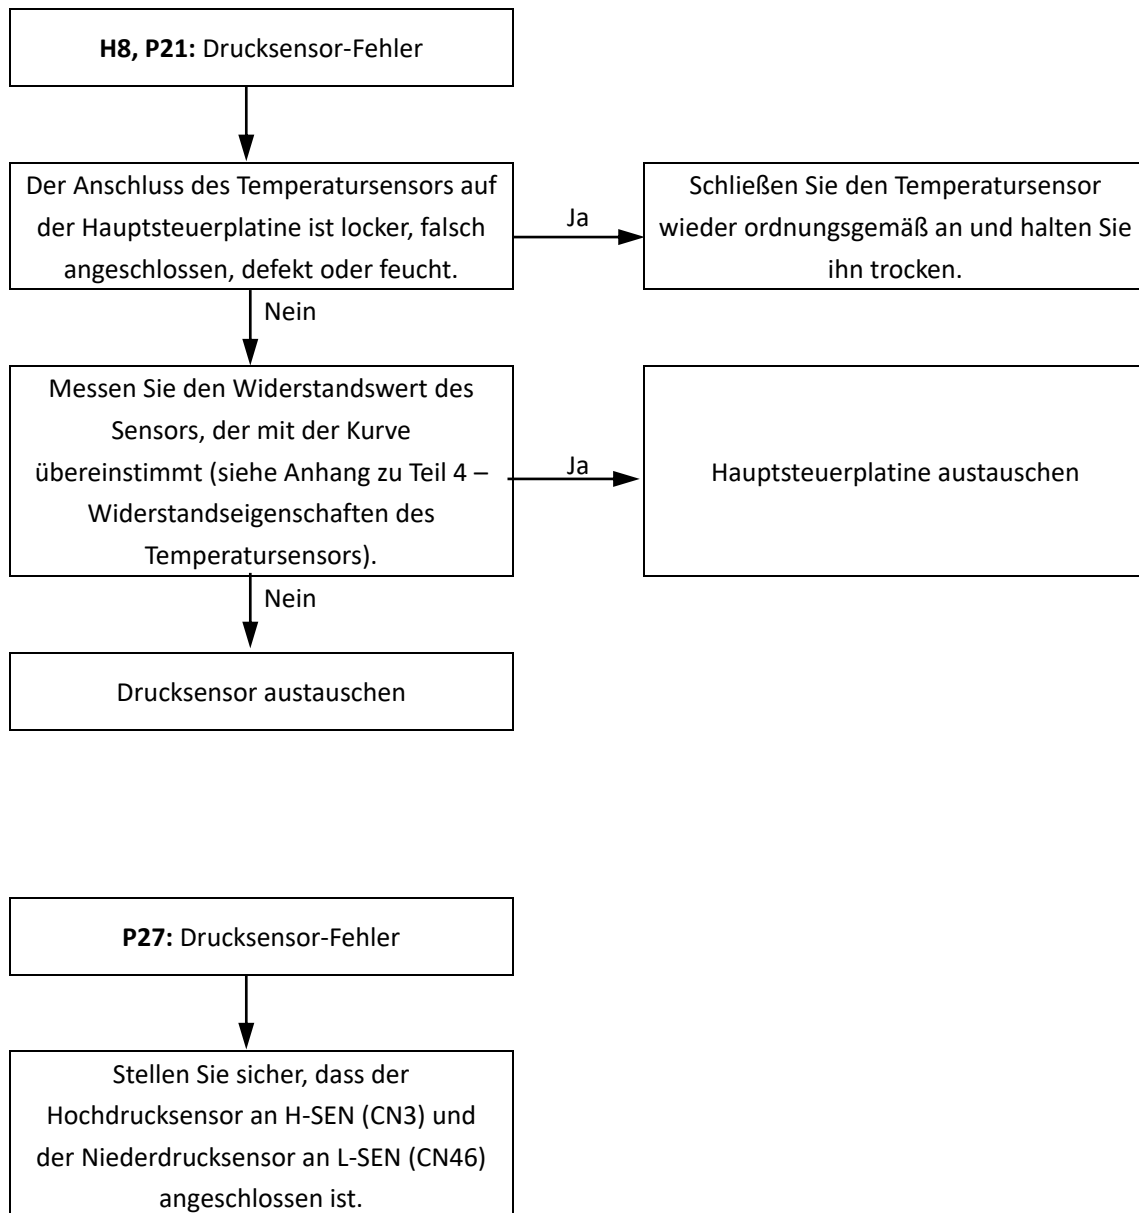 H8, P21: Drucksensor-Fehler
Der Anschluss des Temperatursensors auf
der Hauptsteuerplatine ist locker, falsch
angeschlossen, defekt oder feucht.
Ja
Schließen Sie den Temperatursensor
wieder ordnungsgemäß an und halten Sie
ihn trocken.
Nein
Messen Sie den Widerstandswert des
Sensors, der mit der Kurve
übereinstimmt (siehe Anhang zu Teil 4 –
Widerstandseigenschaften des
Temperatursensors).
Ja
Hauptsteuerplatine austauschen
Nein
Drucksensor austauschen
P27: Drucksensor-Fehler
Stellen Sie sicher, dass der
Hochdrucksensor an H-SEN (CN3) und
der Niederdrucksensor an L-SEN (CN46)
angeschlossen ist.